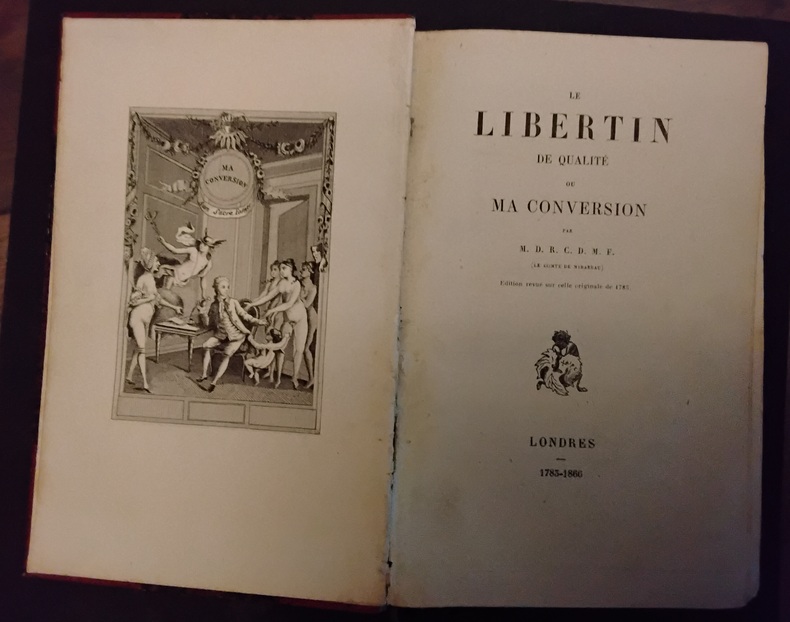 MA
CONVERSION
LE
LIBERTIN
DE QUALITÉ
OU
MA CONVERSION
PAR
M. D. R. C. D. M. F.
(LE COMTE DE MIRABEAU)
Edition revue sur celle originale de 1783.
LONDRES
1783-1866